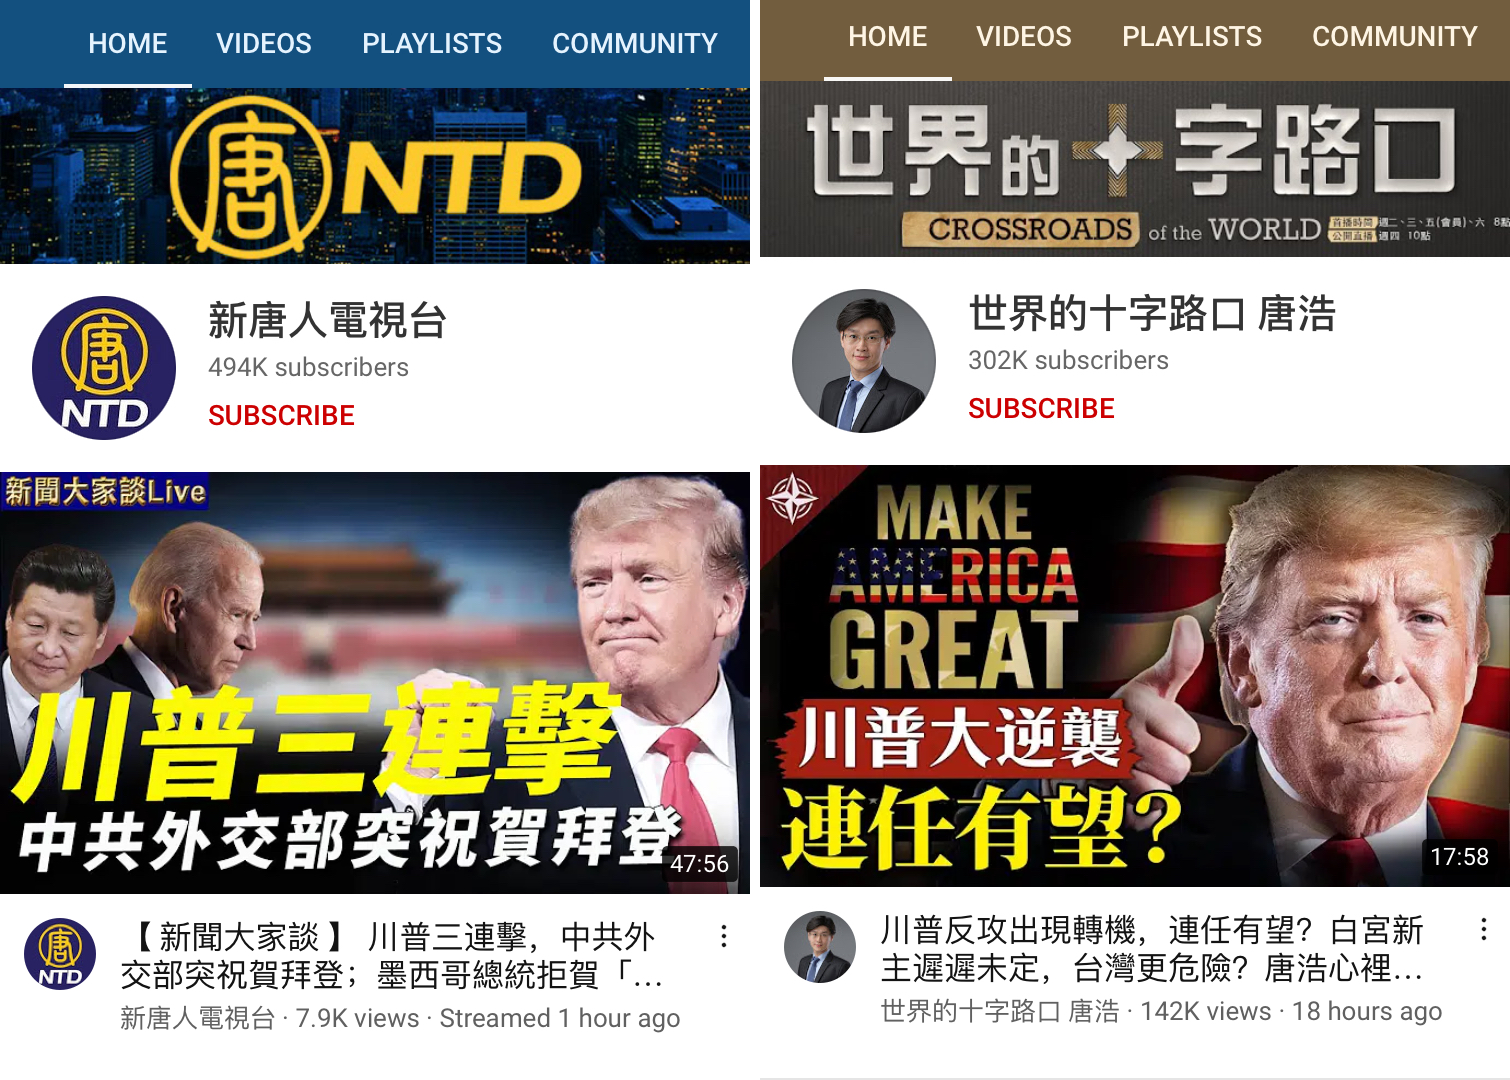 HOME VIDEOS PLAYLISTS COMMUNITY
唐 NTD
新唐人電視台
494K subscribers
SUBSCRIBE
唐
NTD
新聞大家談Live
川普三連擊
中共外交部突祝賀拜登
47:56
【 新聞大家談 】 川普三連擊，中共外
交部突祝賀拜登；墨西哥總統拒賀「...
新唐人電視台 · 7.9K views · Streamed 1 hour ago
唐
NTD
HOME VIDEOS PLAYLISTS COMMUNITY
世界的十字路口
CROSSROADS of the WORLD
首播時間 週二、三、五(會員)、六 8點
公開直播 週四 10點
世界的十字路口 唐浩
302K subscribers
SUBSCRIBE
MAKE
AMERICA
GREAT
川普大逆襲
連任有望?
17:58
川普反攻出現轉機，連任有望？白宮新
主遲遲未定，台灣更危險？唐浩心裡...
世界的十字路口 唐浩 · 142K views · 18 hours ago